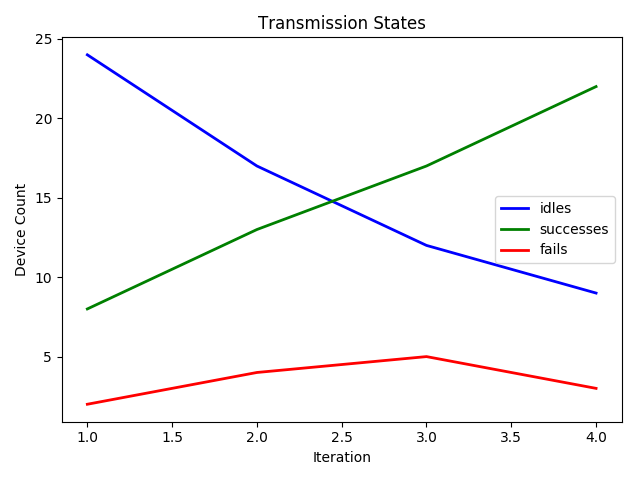 Transmission States
25
20
15
10
5
Device Count
idles
successes
fails
1.0 1.5 2.0 2.5 3.0 3.5 4.0
Iteration